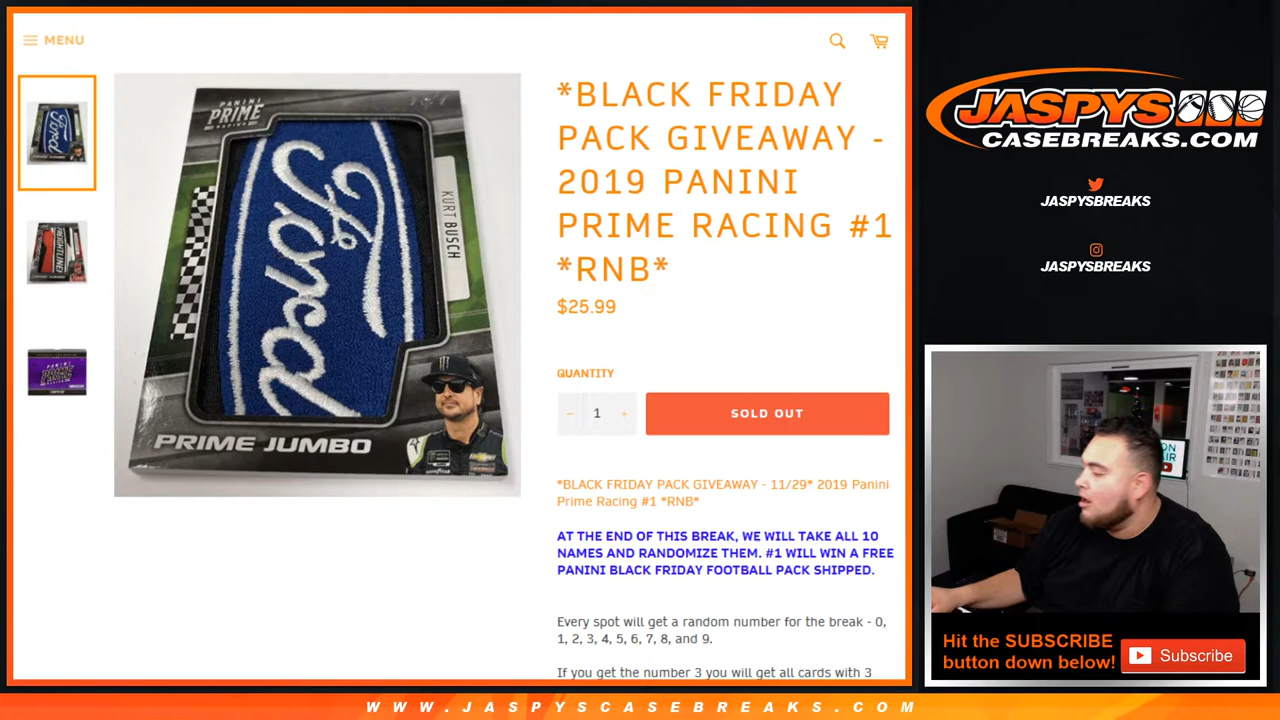 MENU
PANINI
PRIME
RACING
KURT BUSCH
Ford
PRIME JUMBO
*BLACK FRIDAY
PACK GIVEAWAY -
2019 PANINI
PRIME RACING #1
*RNB*
$25.99
QUANTITY
− 1 +
SOLD OUT
*BLACK FRIDAY PACK GIVEAWAY - 11/29* 2019 Panini
Prime Racing #1 *RNB*
AT THE END OF THIS BREAK, WE WILL TAKE ALL 10
NAMES AND RANDOMIZE THEM. #1 WILL WIN A FREE
PANINI BLACK FRIDAY FOOTBALL PACK SHIPPED.
Every spot will get a random number for the break - 0,
1, 2, 3, 4, 5, 6, 7, 8, and 9.
If you get the number 3 you will get all cards with 3
JASPYS
CASEBREAKS.COM
JASPYSBREAKS
JASPYSBREAKS
ON
AIR
Hit the SUBSCRIBE
button down below!
Subscribe
WWW.JASPYSCASEBREAKS.COM